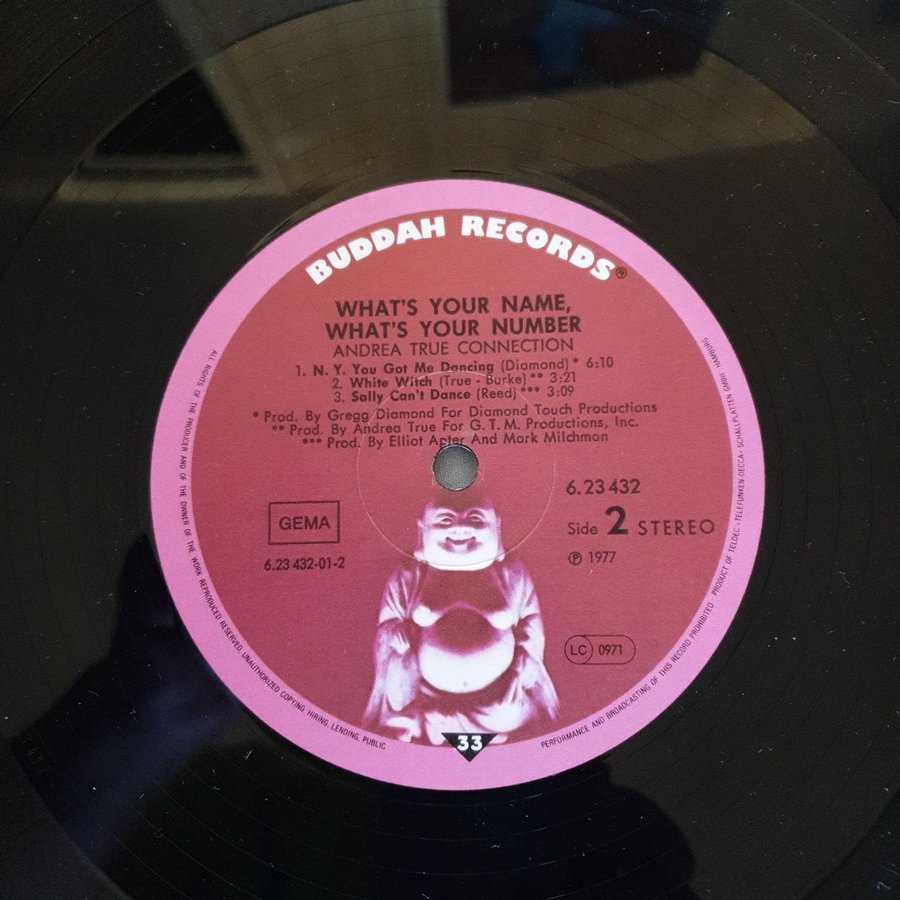 BUDDAH RECORDS®
WHAT'S YOUR NAME,
WHAT'S YOUR NUMBER
ANDREA TRUE CONNECTION
1. N. Y. You Got Me Dancing (Diamond) * 6:10
2. White Witch (True - Burke) ** 3:21
3. Sally Can't Dance (Reed) *** 3:09
* Prod. By Gregg Diamond For Diamond Touch Productions
** Prod. By Andrea True For G. T. M. Productions, Inc.
*** Prod. By Elliot Apter And Mark Milchmon
6.23 432
GEMA
Side 2 STEREO
6.23 432-01-2
℗ 1977
LC 0971
33
ALL RIGHTS OF THE PRODUCER AND OF THE OWNER OF THE WORK REPRODUCED RESERVED. UNAUTHORIZED COPYING, HIRING, LENDING, PUBLIC
PERFORMANCE AND BROADCASTING OF THIS RECORD PROHIBITED PRODUCT OF TELDEC »TELEFUNKEN-DECCA« SCHALLPLATTEN GMBH, HAMBURG